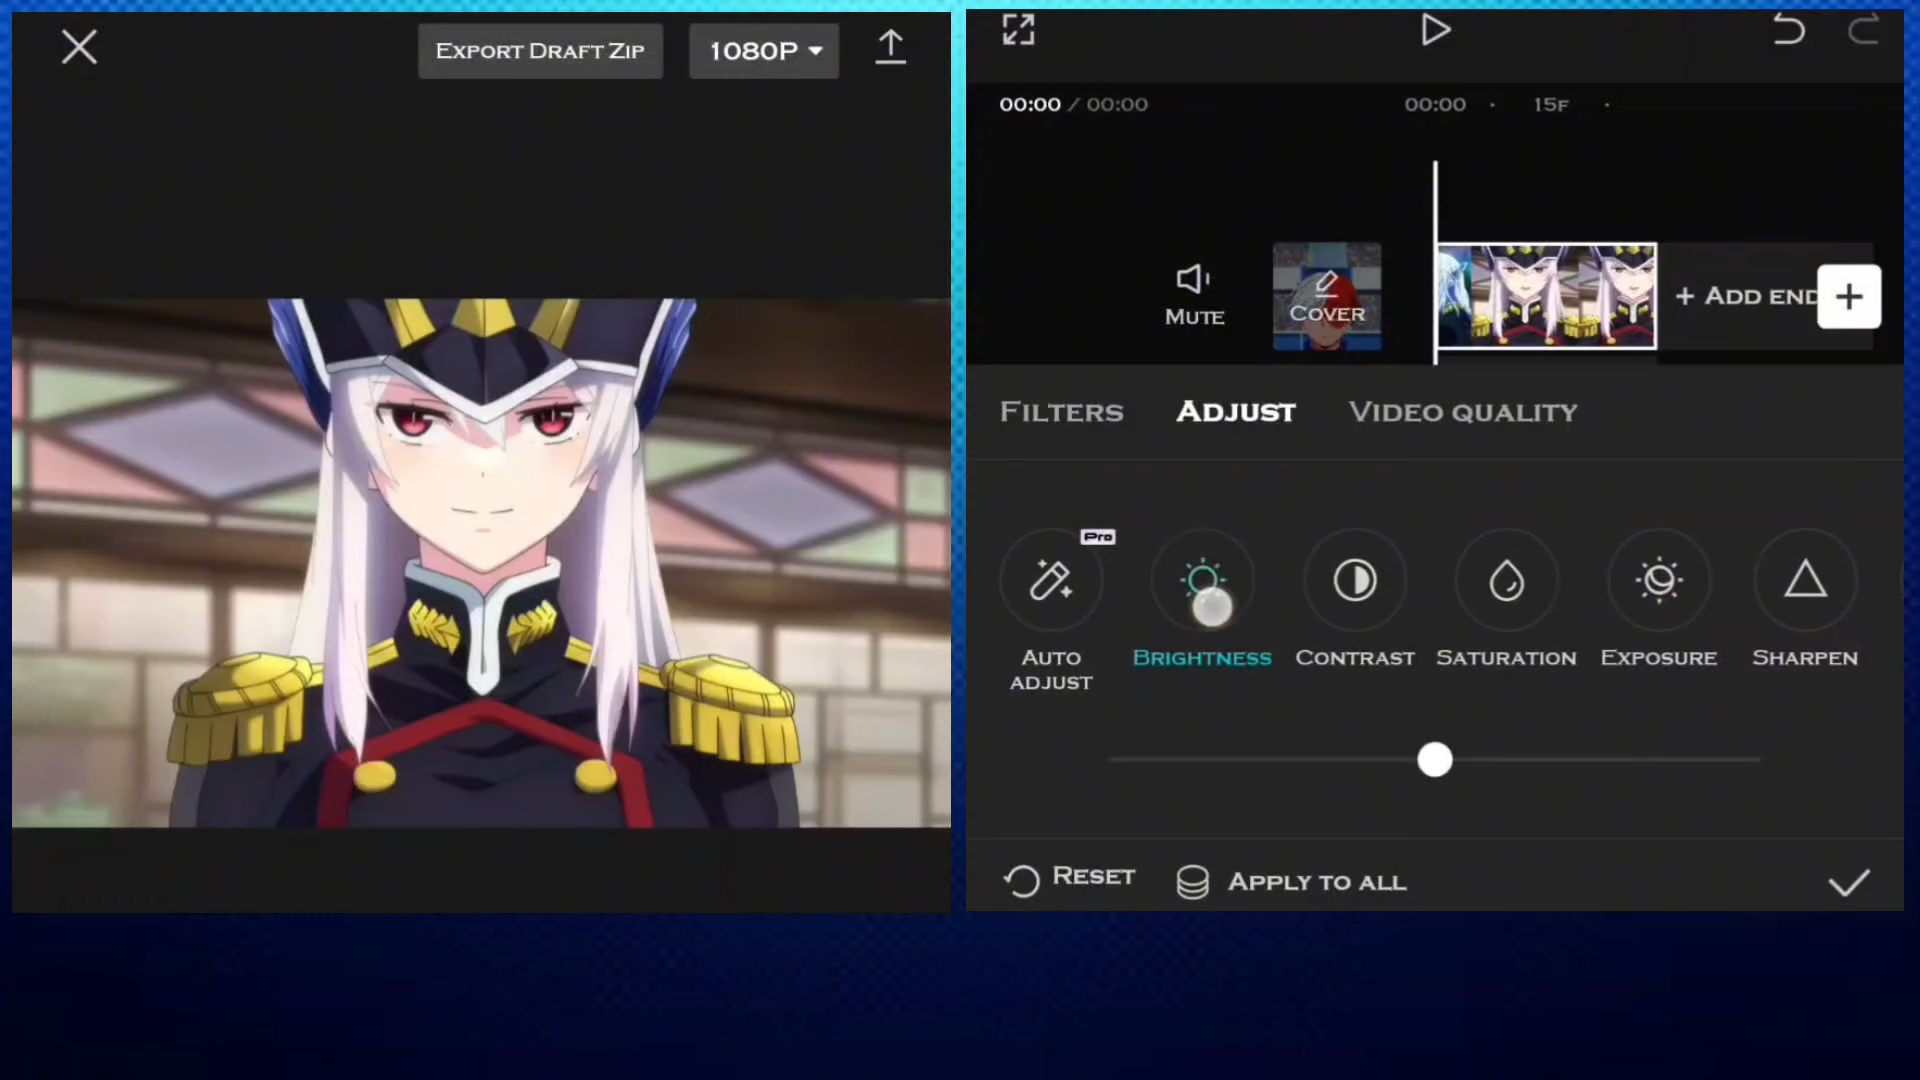 EXPORT DRAFT ZIP
1080P
00:00 / 00:00
00:00
15F
MUTE
COVER
+ ADD END
FILTERS
ADJUST
VIDEO QUALITY
Pro
AUTO ADJUST
BRIGHTNESS
CONTRAST
SATURATION
EXPOSURE
SHARPEN
RESET
APPLY TO ALL